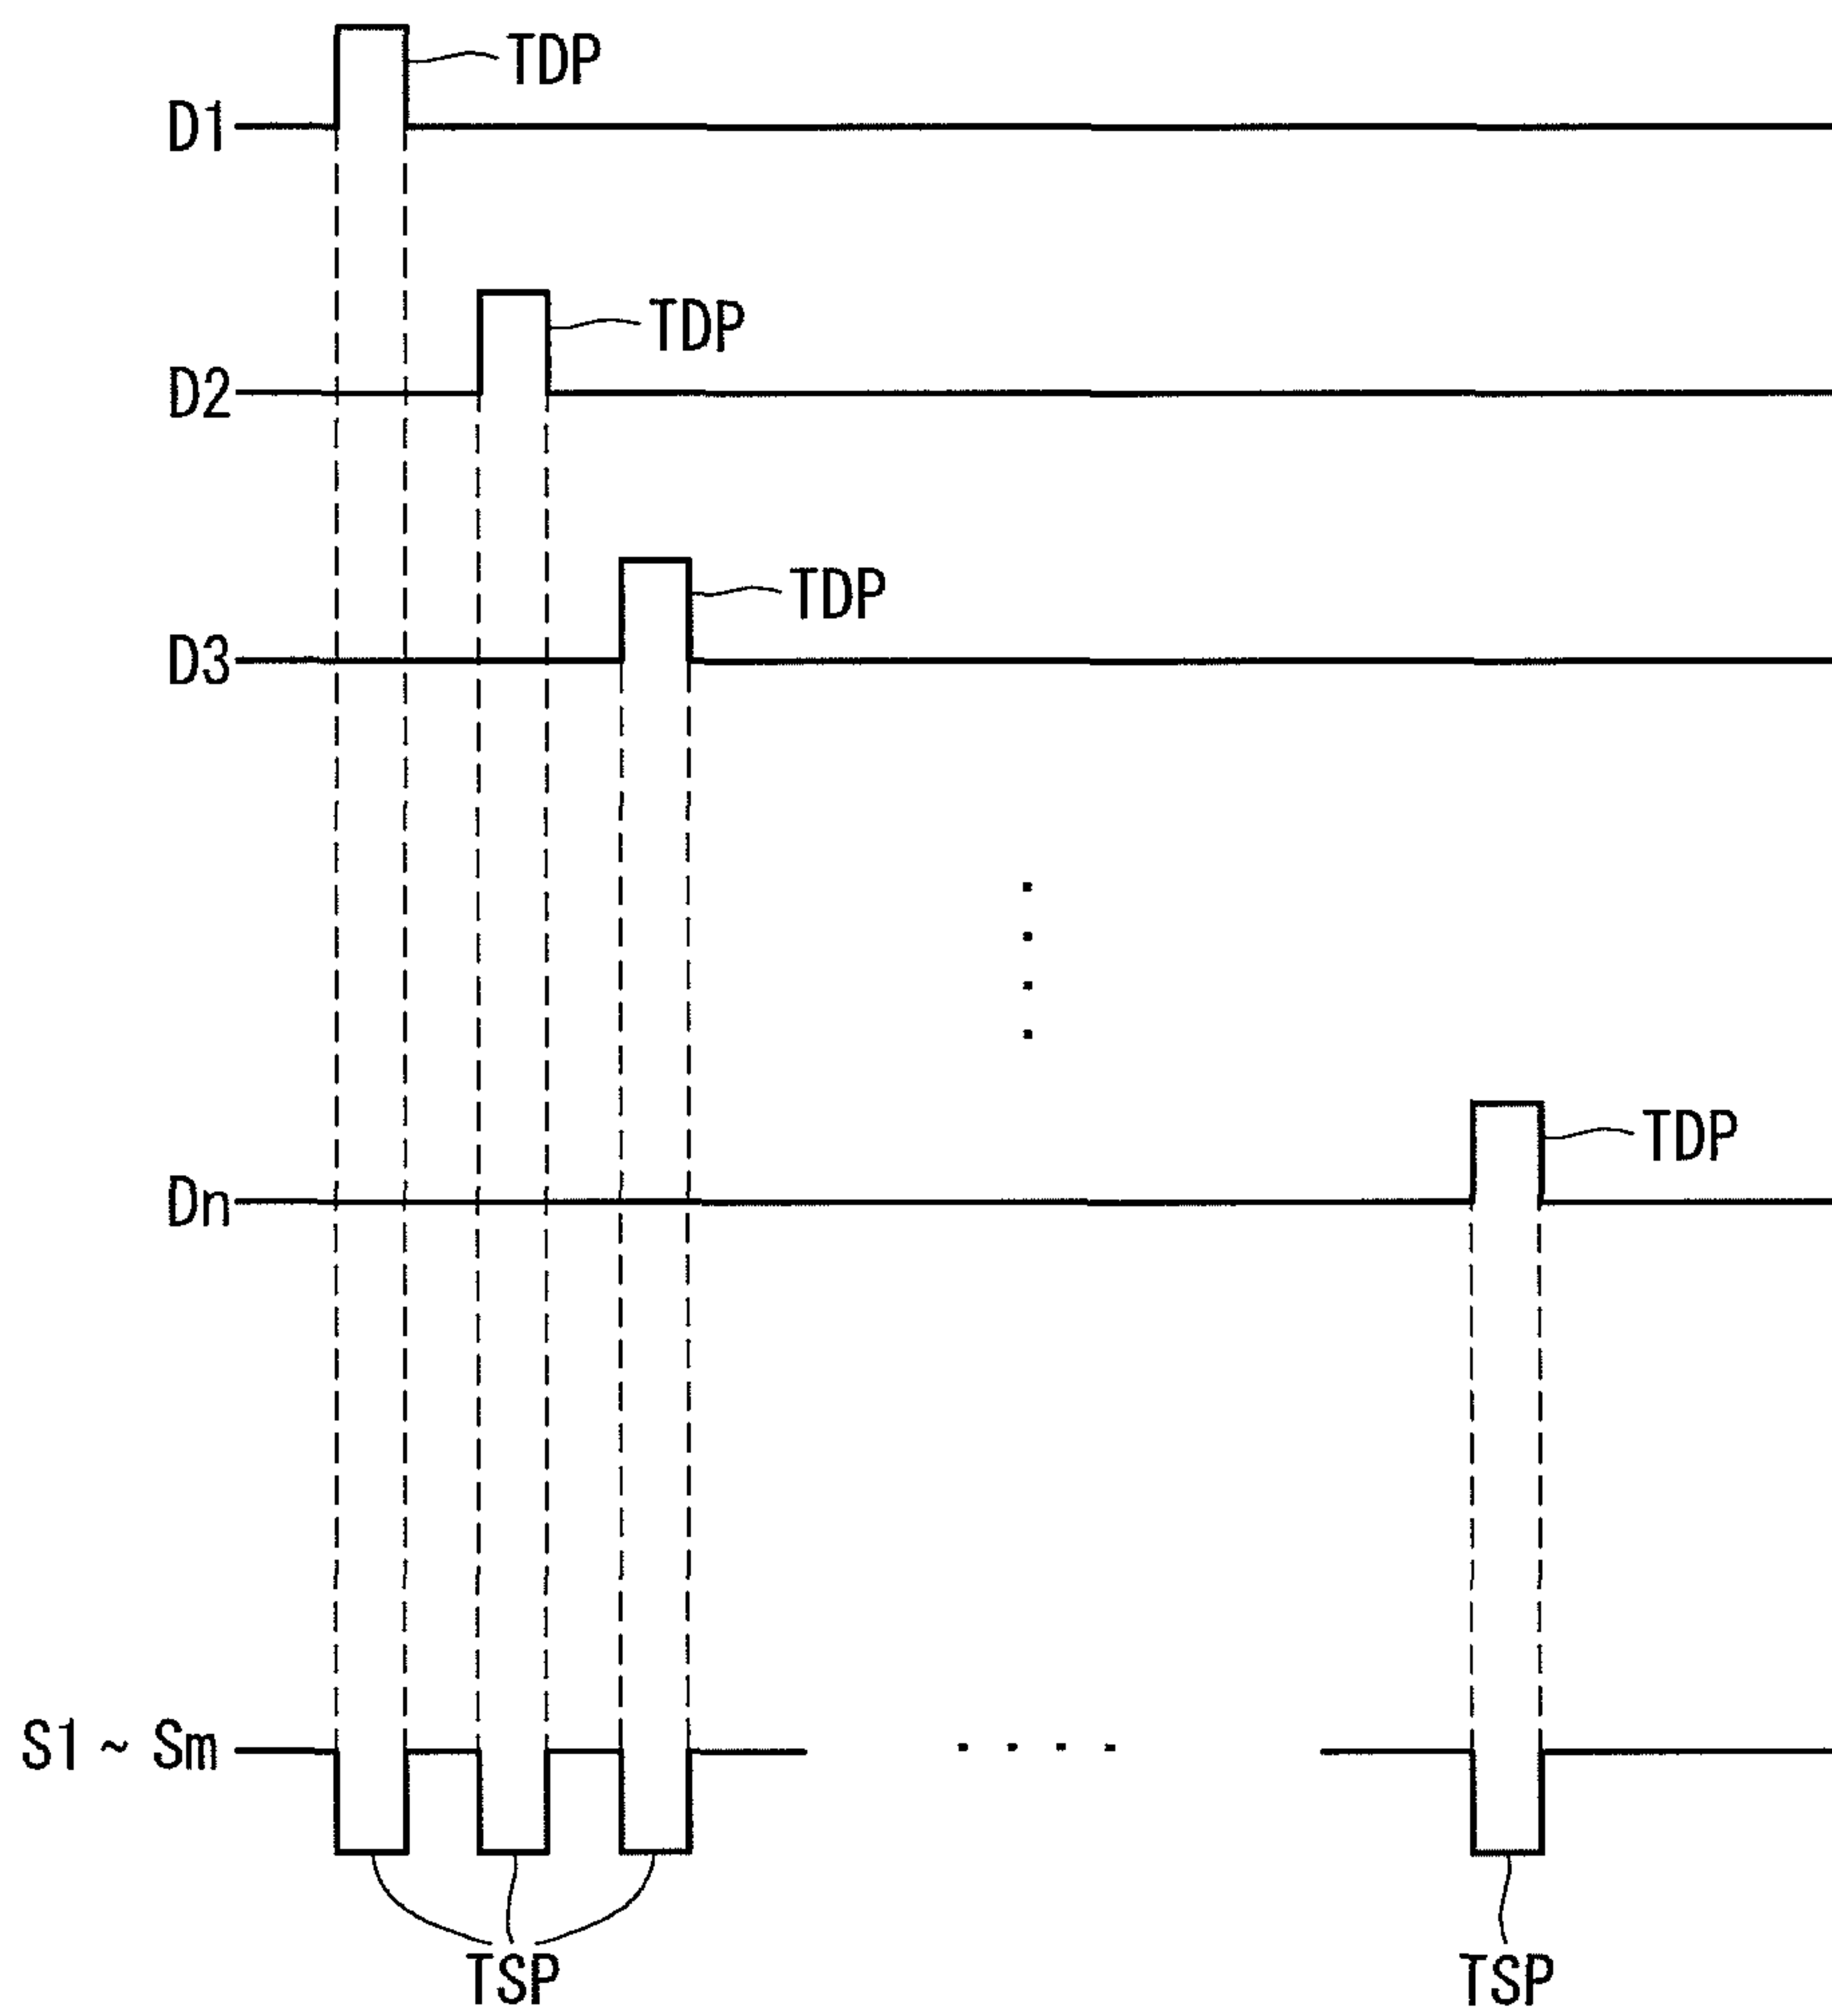 TDP
D1
TDP
D2
TDP
D3
TDP
Dn
S1 ~ Sm
TSP
TSP